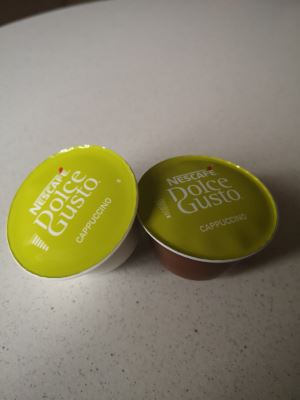 NESCAFÉ
Dolce
Gusto
CAPPUCCINO
NESCAFÉ
Dolce
Gusto
CAPPUCCINO